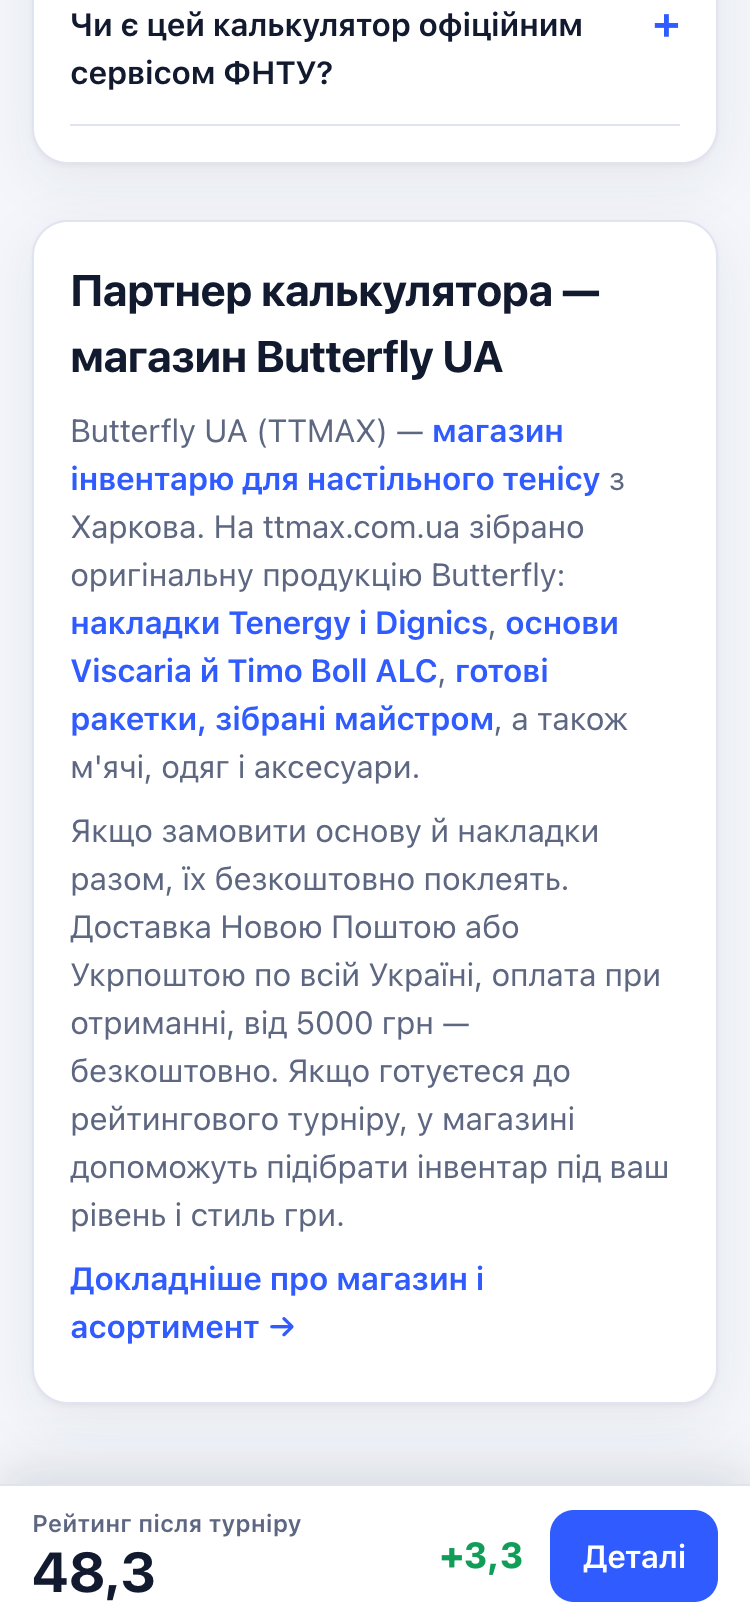 Чи є цей калькулятор офіційним
сервісом ФНТУ?
+
Партнер калькулятора —
магазин Butterfly UA
Butterfly UA (TTMAX) — магазин
інвентарю для настільного тенісу з
Харкова. На ttmax.com.ua зібрано
оригінальну продукцію Butterfly:
накладки Tenergy і Dignics, основи
Viscaria й Timo Boll ALC, готові
ракетки, зібрані майстром, а також
м'ячі, одяг і аксесуари.
Якщо замовити основу й накладки
разом, їх безкоштовно поклеять.
Доставка Новою Поштою або
Укрпоштою по всій Україні, оплата при
отриманні, від 5000 грн —
безкоштовно. Якщо готуєтеся до
рейтингового турніру, у магазині
допоможуть підібрати інвентар під ваш
рівень і стиль гри.
Докладніше про магазин і
асортимент →
Рейтинг після турніру
48,3
+3,3
Деталі